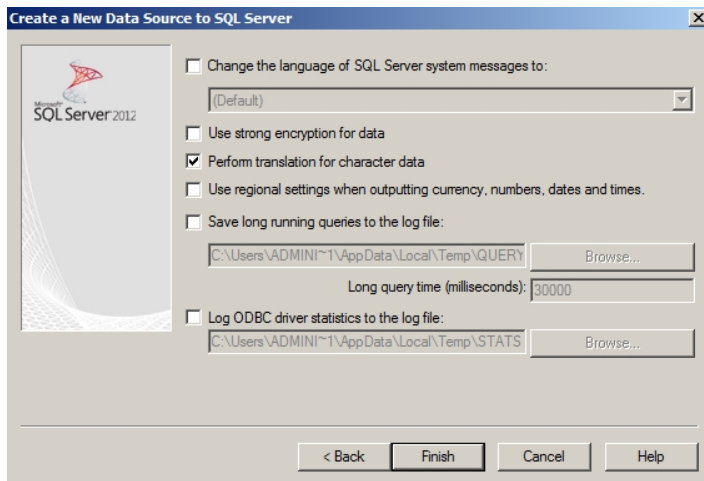 Create a New Data Source to SQL Server
Microsoft
SQL Server 2012
Change the language of SQL Server system messages to:
(Default)
Use strong encryption for data
Perform translation for character data
Use regional settings when outputting currency, numbers, dates and times.
Save long running queries to the log file:
C:\Users\ADMINI~1\AppData\Local\Temp\QUERY Browse...
Long query time (milliseconds): 30000
Log ODBC driver statistics to the log file:
C:\Users\ADMINI~1\AppData\Local\Temp\STATS Browse...
< Back Finish Cancel Help